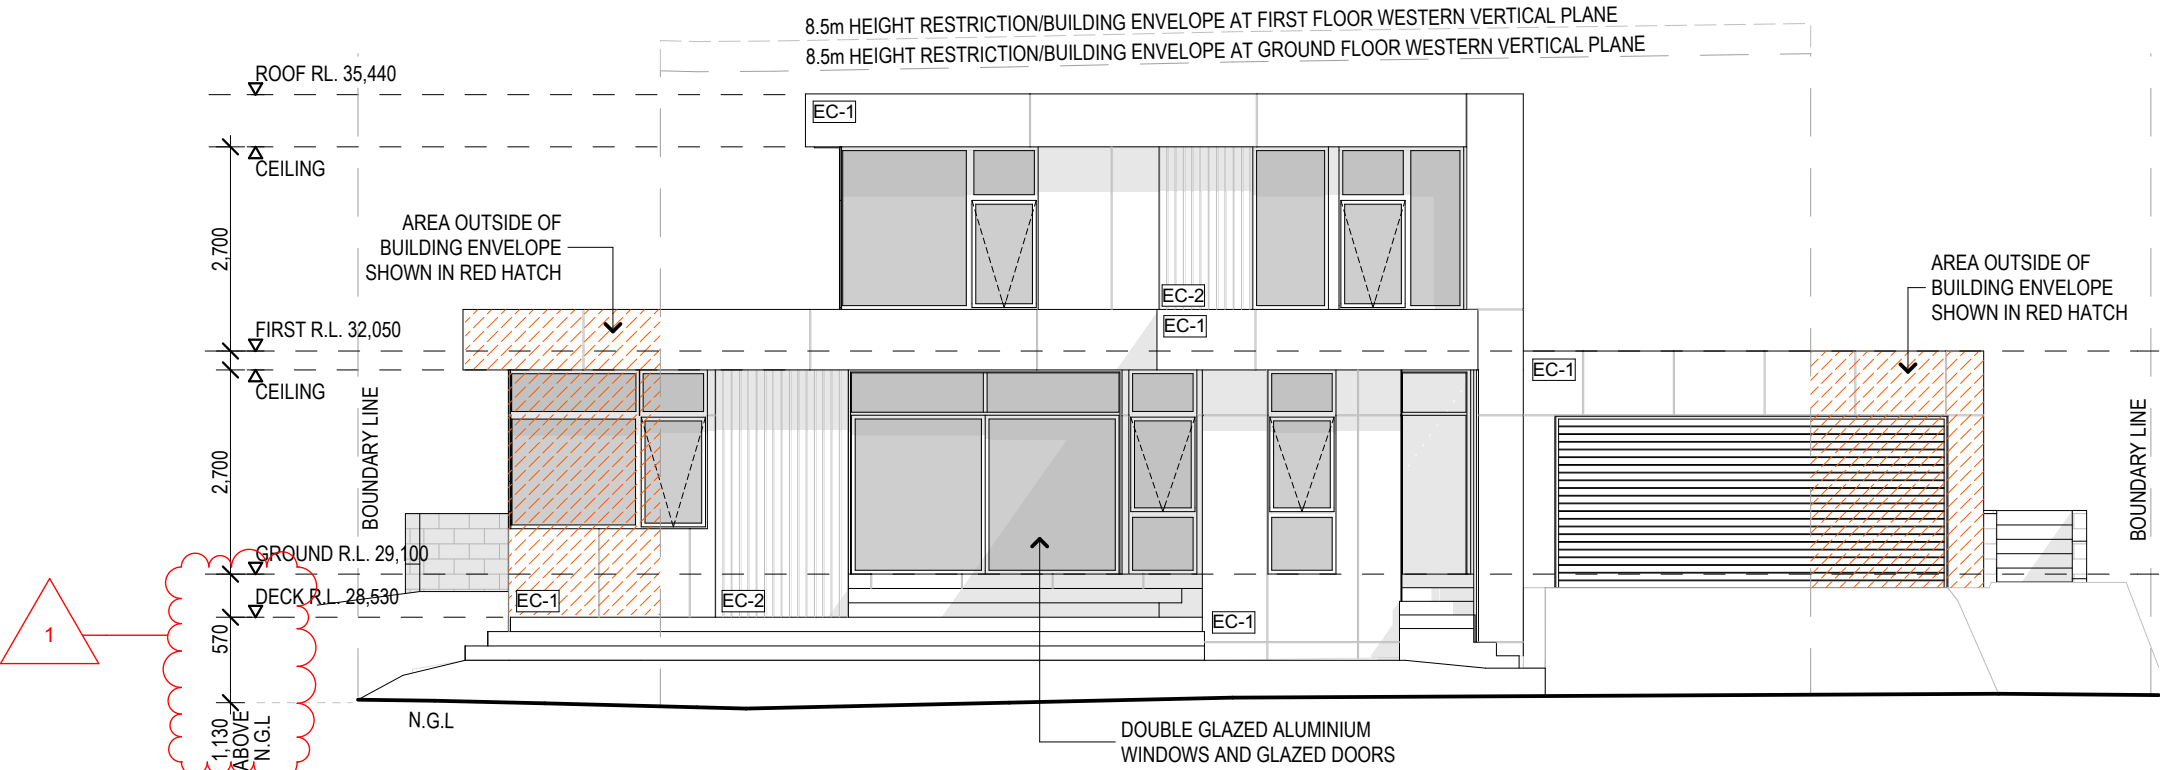 8.5m HEIGHT RESTRICTION/BUILDING ENVELOPE AT FIRST FLOOR WESTERN VERTICAL PLANE
8.5m HEIGHT RESTRICTION/BUILDING ENVELOPE AT GROUND FLOOR WESTERN VERTICAL PLANE
ROOF RL. 35,440
EC-1
CEILING
2,700
AREA OUTSIDE OF
BUILDING ENVELOPE
SHOWN IN RED HATCH
AREA OUTSIDE OF
BUILDING ENVELOPE
SHOWN IN RED HATCH
EC-2
EC-1
FIRST R.L. 32,050
EC-1
CEILING
BOUNDARY LINE
BOUNDARY LINE
2,700
GROUND R.L. 29,100
DECK R.L. 28,530
EC-1
EC-2
EC-1
1
570
N.G.L
1,130
ABOVE
N.G.L
DOUBLE GLAZED ALUMINIUM
WINDOWS AND GLAZED DOORS